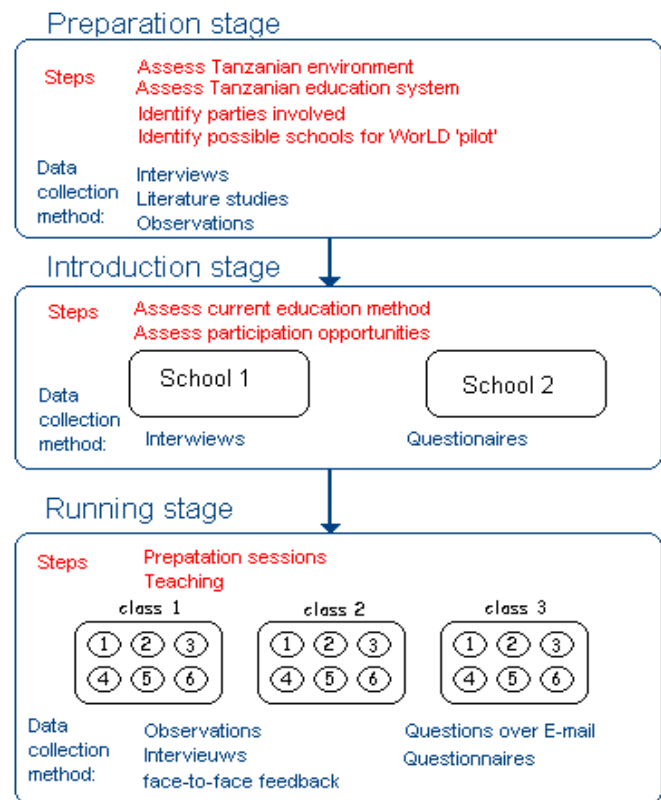 Preparation stage
Steps
Assess Tanzanian environment
Assess Tanzanian education system
Identify parties involved
Identify possible schools for WorLD 'pilot'
Data
collection
method:
Interviews
Literature studies
Observations
Introduction stage
Steps
Assess current education method
Assess participation opportunities
School 1
School 2
Data
collection
method:
Interwiews
Questionaires
Running stage
Steps
Prepatation sessions
Teaching
class 1
1 2 3
4 5 6
class 2
1 2 3
4 5 6
class 3
1 2 3
4 5 6
Data
collection
method:
Observations
Intervieuws
face-to-face feedback
Questions over E-mail
Questionnaires